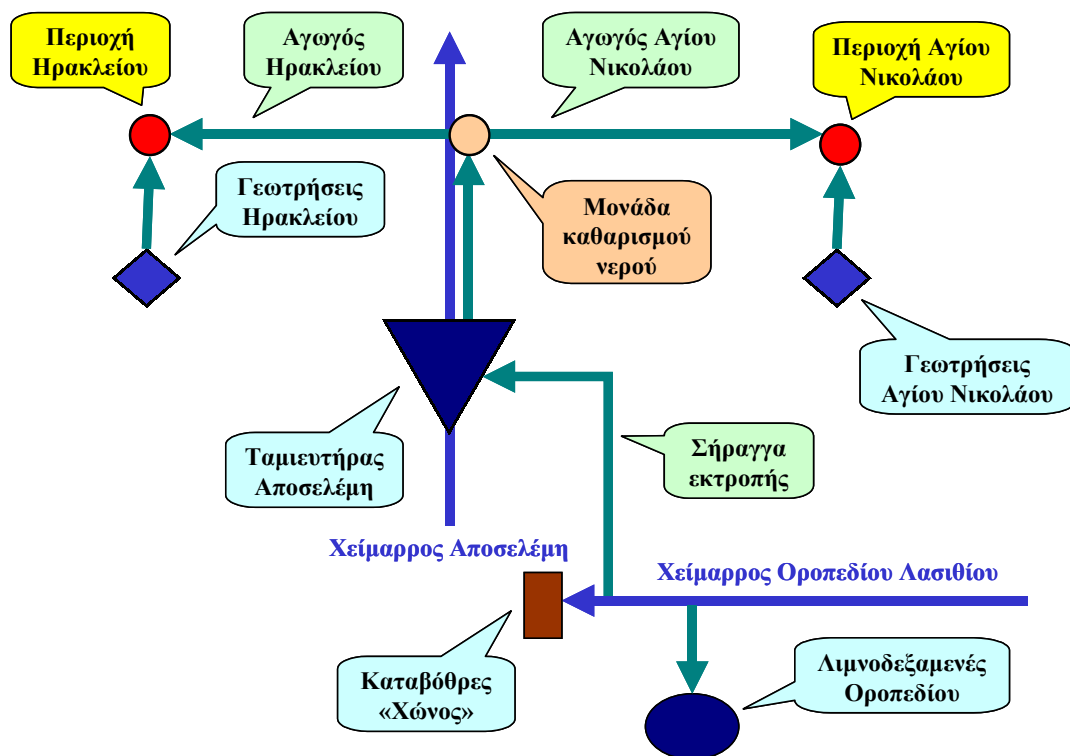 Περιοχή
Ηρακλείου
Αγωγός
Ηρακλείου
Αγωγός Αγίου
Νικολάου
Περιοχή Αγίου
Νικολάου
Γεωτρήσεις
Ηρακλείου
Μονάδα
καθαρισμού
νερού
Γεωτρήσεις
Αγίου Νικολάου
Ταμιευτήρας
Αποσελέμη
Σήραγγα
εκτροπής
Χείμαρρος Αποσελέμη
Χείμαρρος Οροπεδίου Λασιθίου
Καταβόθρες
«Χώνος»
Λιμνοδεξαμενές
Οροπεδίου